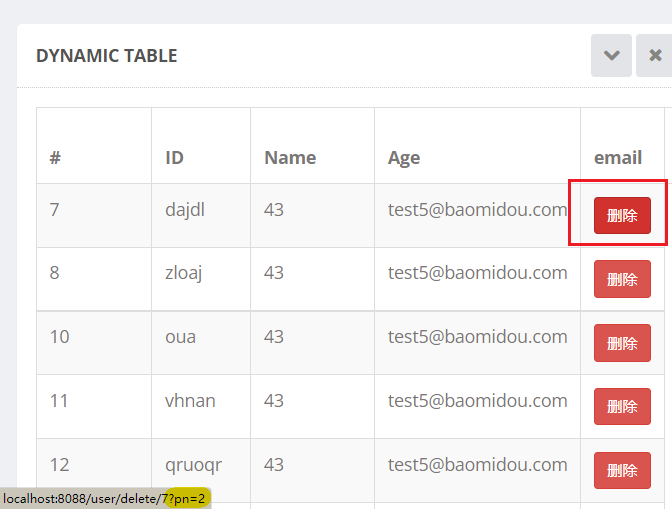 DYNAMIC TABLE
# ID Name Age email
7 dajdl 43 test5@baomidou.com 删除
8 zloaj 43 test5@baomidou.com 删除
10 oua 43 test5@baomidou.com 删除
11 vhnan 43 test5@baomidou.com 删除
12 qruoqr 43 test5@baomidou.com 删除
localhost:8088/user/delete/7?pn=2